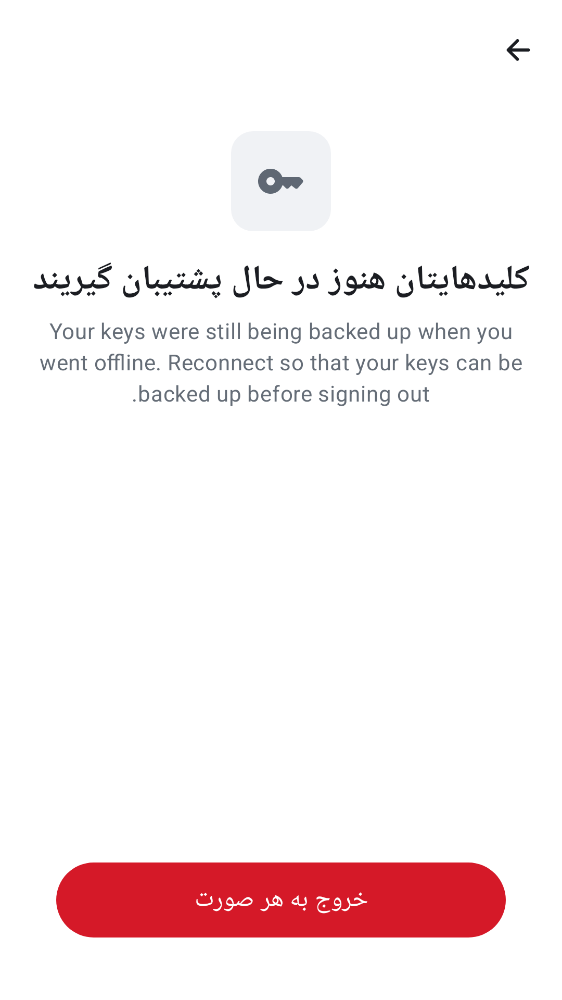 کلیدهایتان هنوز در حال پشتیبان گیریند
Your keys were still being backed up when you
went offline. Reconnect so that your keys can be
backed up before signing out.
خروج به هر صورت